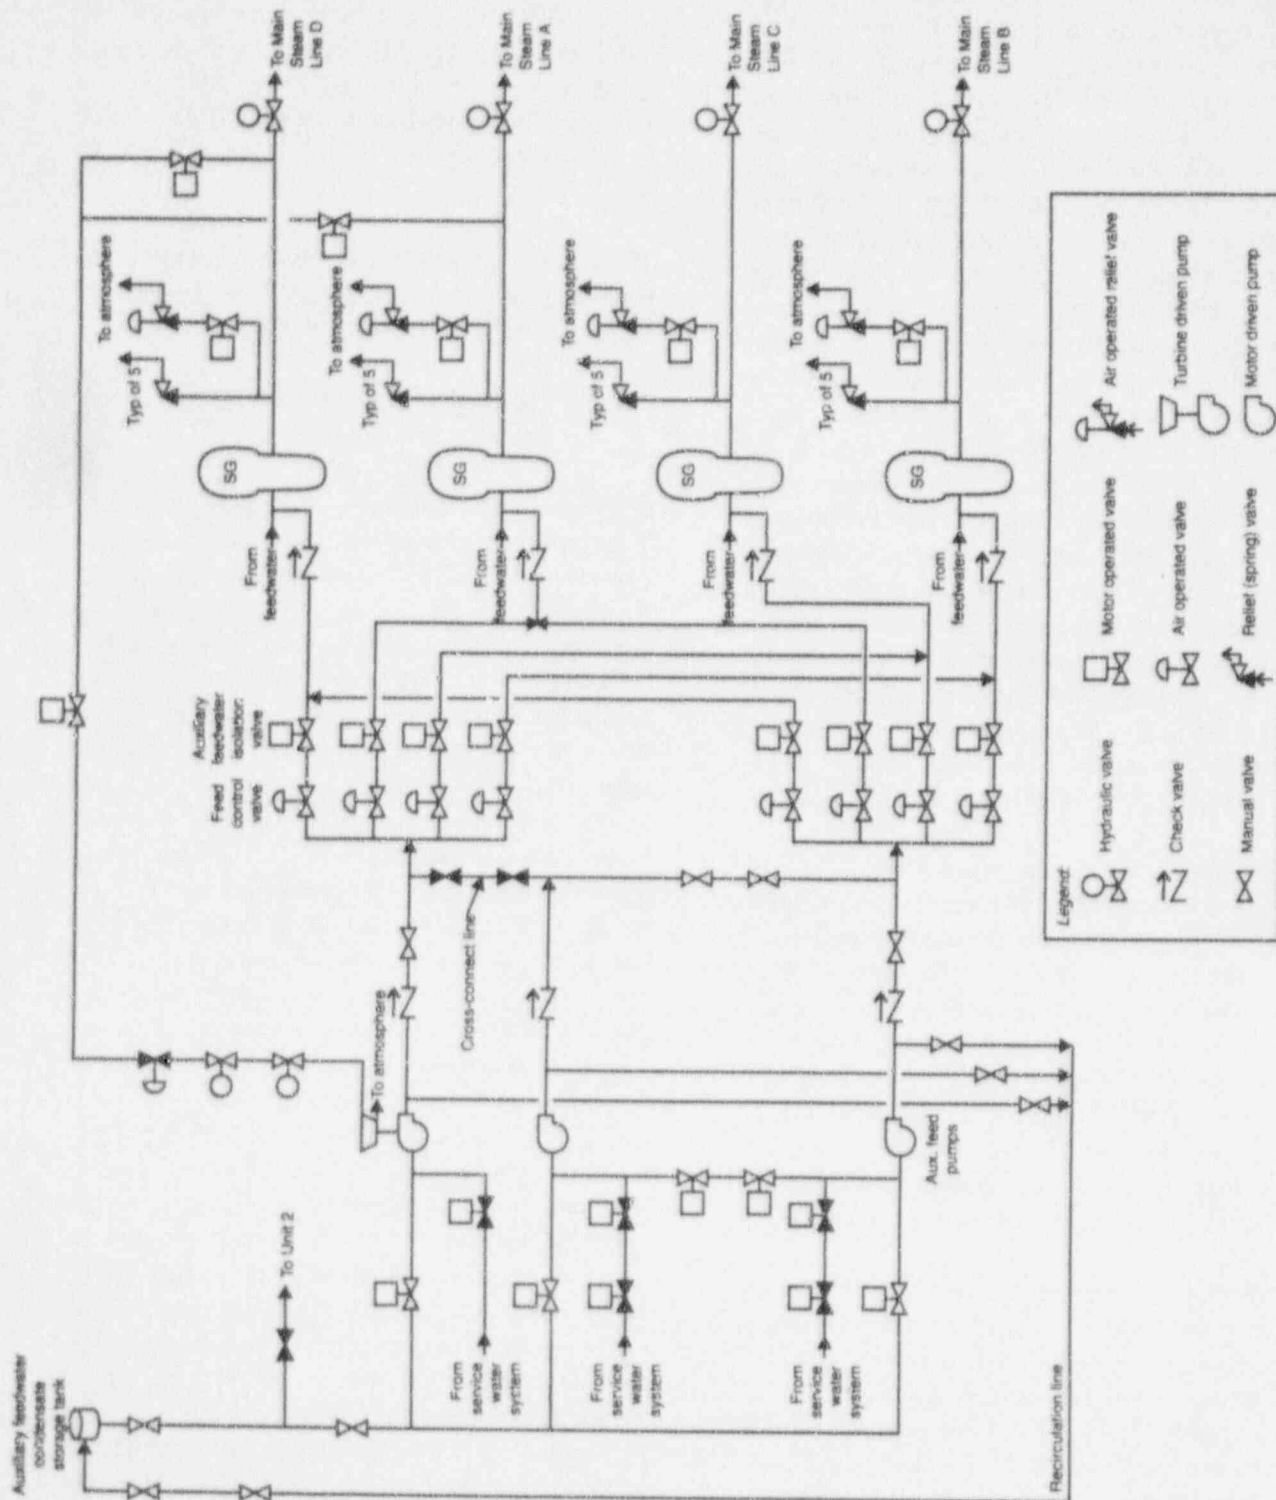 To Main
Steam
Line D
To Main
Steam
Line A
To Main
Steam
Line C
To Main
Steam
Line B
To atmosphere
Typ of 5
To atmosphere
Typ of 5
To atmosphere
Typ of 5
To atmosphere
Typ of 5
SG
SG
SG
SG
From
feedwater
From
feedwater
From
feedwater
From
feedwater
Auxiliary
feedwater
isolation
valve
Feed
control
valve
Cross-connect line
To atmosphere
Aux. feed
pumps
To Unit 2
From
service
water
system
From
service
water
system
From
service
water
system
Auxiliary feedwater
condensate
storage tank
Recirculation line
Legend:
Hydraulic valve
Motor operated valve
Air operated relief valve
Check valve
Air operated valve
Turbine driven pump
Manual valve
Relief (spring) valve
Motor driven pump